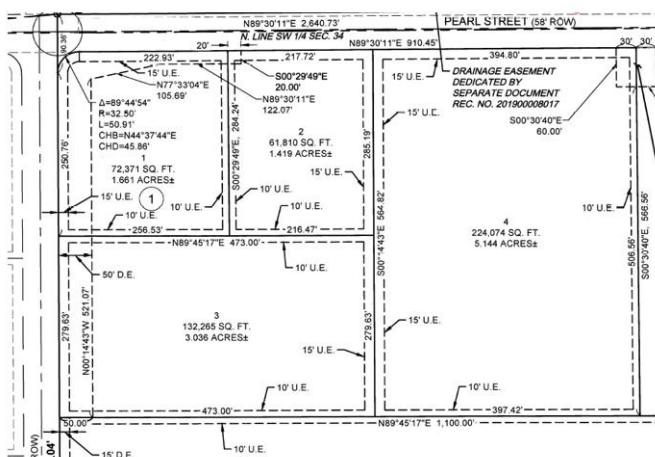 N89°30'11"E 2,640.73'
PEARL STREET (58' ROW)
N. LINE SW 1/4 SEC. 34
N89°30'11"E 910.45'
90.36'
222.93'
20'
217.72'
394.80'
30'
30'
15' U.E.
N77°33'04"E
105.69'
S00°29'49"E
20.00'
N89°30'11"E
122.07'
15' U.E.
DRAINAGE EASEMENT
DEDICATED BY
SEPARATE DOCUMENT
REC. NO. 201900008017
S00°30'40"E
60.00'
Δ=89°44'54"
R=32.50'
L=50.91'
CHB=N44°37'44"E
CHD=45.86'
1
72,371 SQ. FT.
1.661 ACRES±
1
250.76'
S00°29'49"E 284.24'
2
61,810 SQ. FT.
1.419 ACRES±
285.19'
15' U.E.
15' U.E.
10' U.E.
10' U.E.
10' U.E.
256.53'
216.47'
N89°45'17"E 473.00'
10' U.E.
50' D.E.
S00°14'43"E 564.82'
4
224,074 SQ. FT.
5.144 ACRES±
10' U.E.
506.56'
S00°30'40"E, 566.56'
279.63'
N00°14'43"W 521.07'
3
132,265 SQ. FT.
3.036 ACRES±
279.63'
15' U.E.
15' U.E.
10' U.E.
10' U.E.
50.00'
473.00'
397.42'
N89°45'17"E 1,100.00'
10' U.E.
15' D.E.
ROW)
.04'